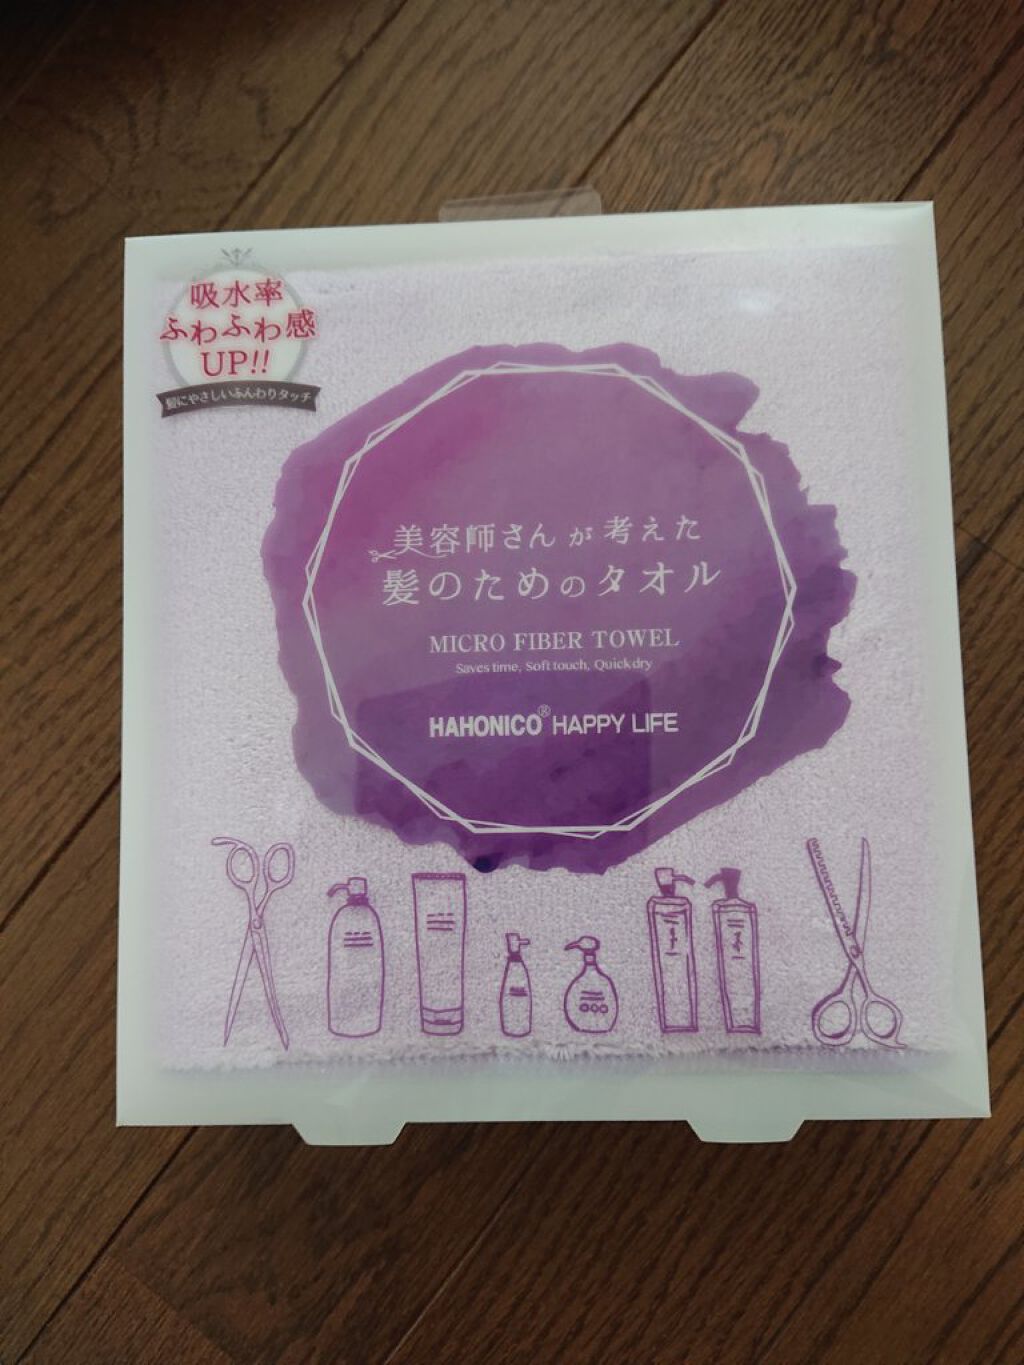 吸水率
ふわふわ感
UP!!
髪にやさしいふんわりタッチ
美容師さんが考えた
髪のためのタオル
MICRO FIBER TOWEL
Saves time, Soft touch, Quick dry
HAHONICO® HAPPY LIFE